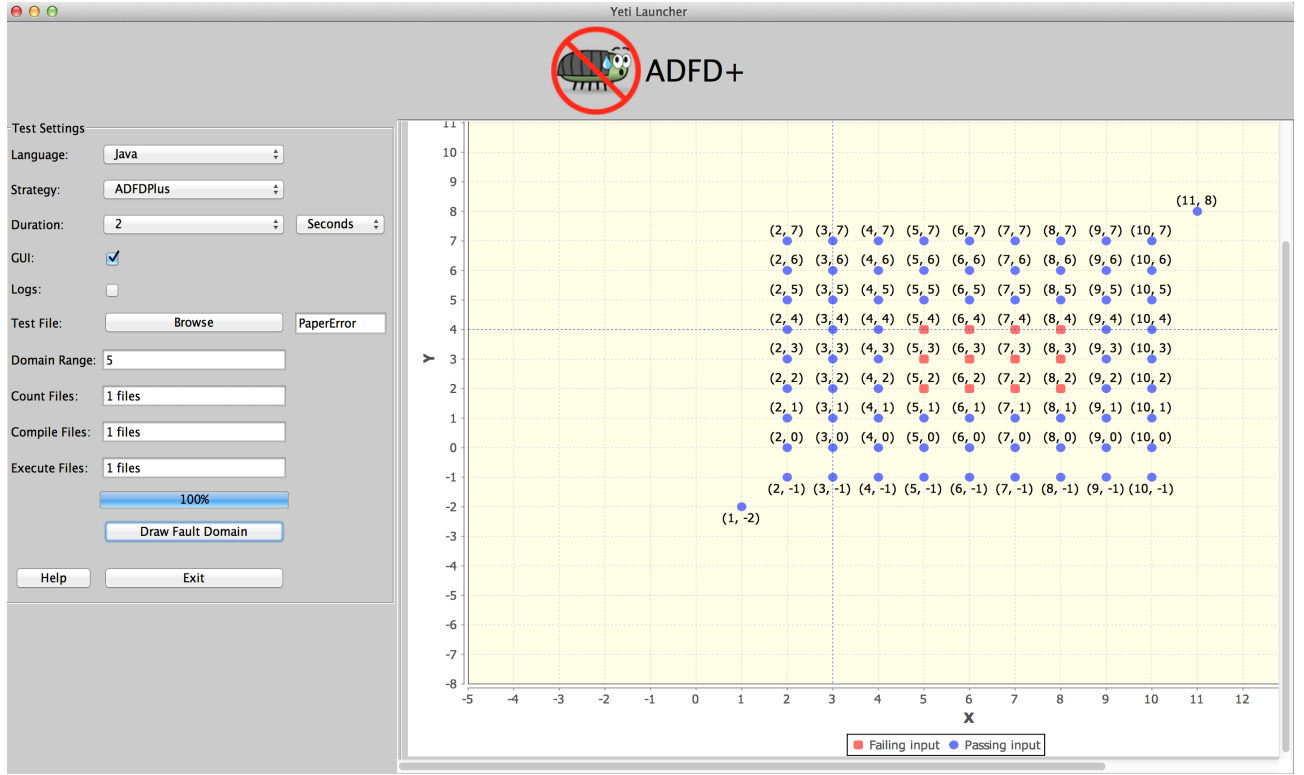 Yeti Launcher
ADFD+
Test Settings
Language: Java
Strategy: ADFDPlus
Duration: 2 Seconds
GUI:
Logs:
Test File: Browse PaperError
Domain Range: 5
Count Files: 1 files
Compile Files: 1 files
Execute Files: 1 files
100%
Draw Fault Domain
Help Exit
11
10
9
8
7
6
5
4
3
2
1
0
-1
-2
-3
-4
-5
-6
-7
-8
Y
(11, 8)
(2, 7) (3, 7) (4, 7) (5, 7) (6, 7) (7, 7) (8, 7) (9, 7) (10, 7)
(2, 6) (3, 6) (4, 6) (5, 6) (6, 6) (7, 6) (8, 6) (9, 6) (10, 6)
(2, 5) (3, 5) (4, 5) (5, 5) (6, 5) (7, 5) (8, 5) (9, 5) (10, 5)
(2, 4) (3, 4) (4, 4) (5, 4) (6, 4) (7, 4) (8, 4) (9, 4) (10, 4)
(2, 3) (3, 3) (4, 3) (5, 3) (6, 3) (7, 3) (8, 3) (9, 3) (10, 3)
(2, 2) (3, 2) (4, 2) (5, 2) (6, 2) (7, 2) (8, 2) (9, 2) (10, 2)
(2, 1) (3, 1) (4, 1) (5, 1) (6, 1) (7, 1) (8, 1) (9, 1) (10, 1)
(2, 0) (3, 0) (4, 0) (5, 0) (6, 0) (7, 0) (8, 0) (9, 0) (10, 0)
(2, -1) (3, -1) (4, -1) (5, -1) (6, -1) (7, -1) (8, -1) (9, -1) (10, -1)
(1, -2)
-5 -4 -3 -2 -1 0 1 2 3 4 5 6 7 8 9 10 11 12
X
Failing input Passing input